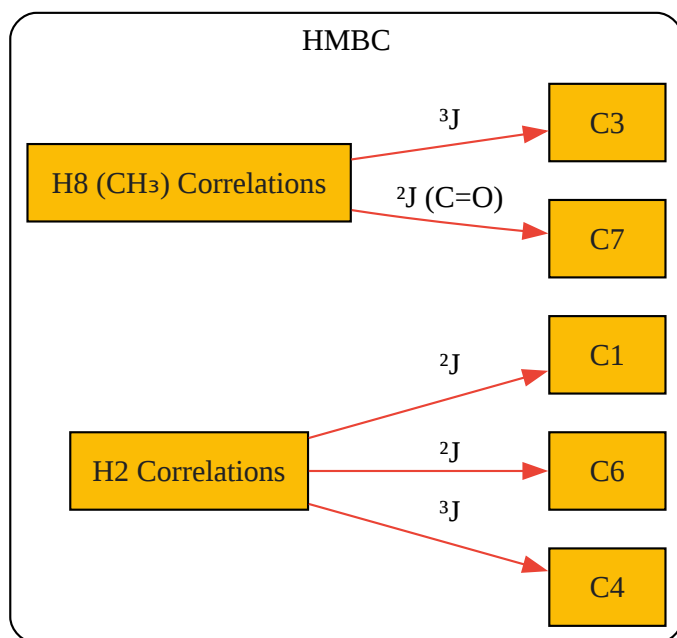 HMBC
H8 (CH₃) Correlations
³J
C3
²J (C=O)
C7
H2 Correlations
²J
C1
²J
C6
³J
C4